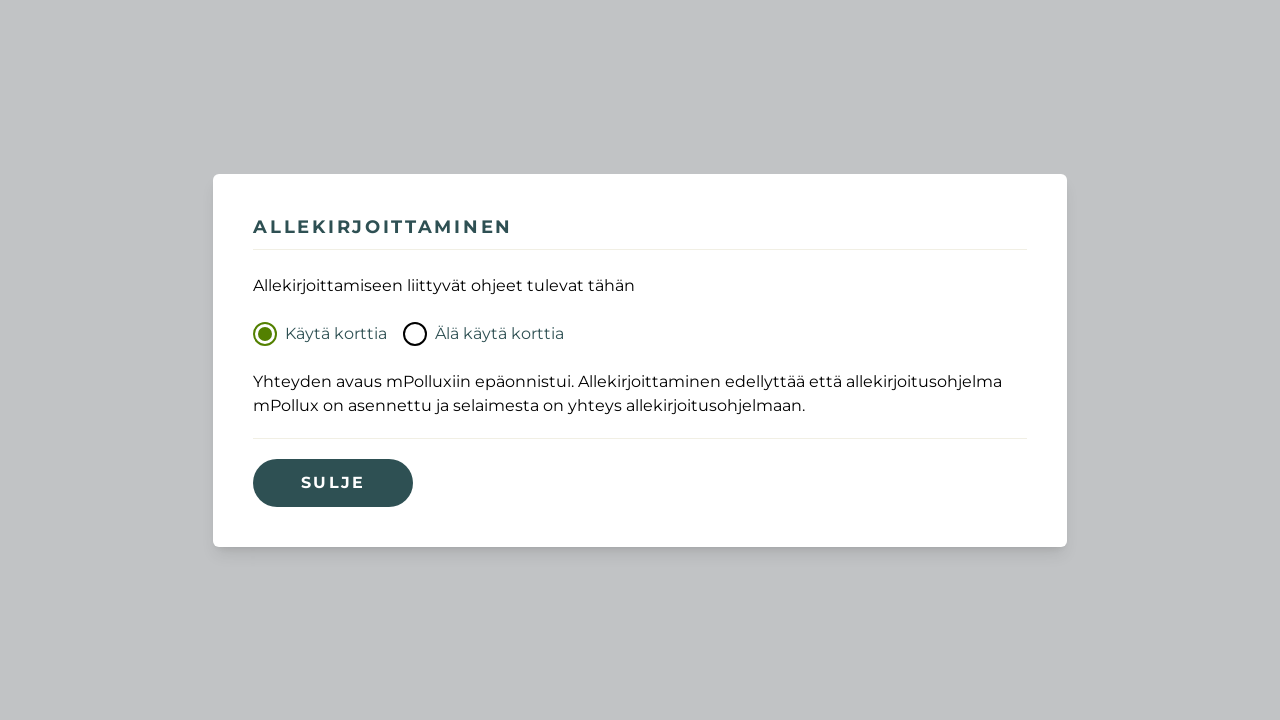 ALLEKIRJOITTAMINEN
Allekirjoittamiseen liittyvät ohjeet tulevat tähän
Käytä korttia Älä käytä korttia
Yhteyden avaus mPolluxiin epäonnistui. Allekirjoittaminen edellyttää että allekirjoitusohjelma
mPollux on asennettu ja selaimesta on yhteys allekirjoitusohjelmaan.
SULJE